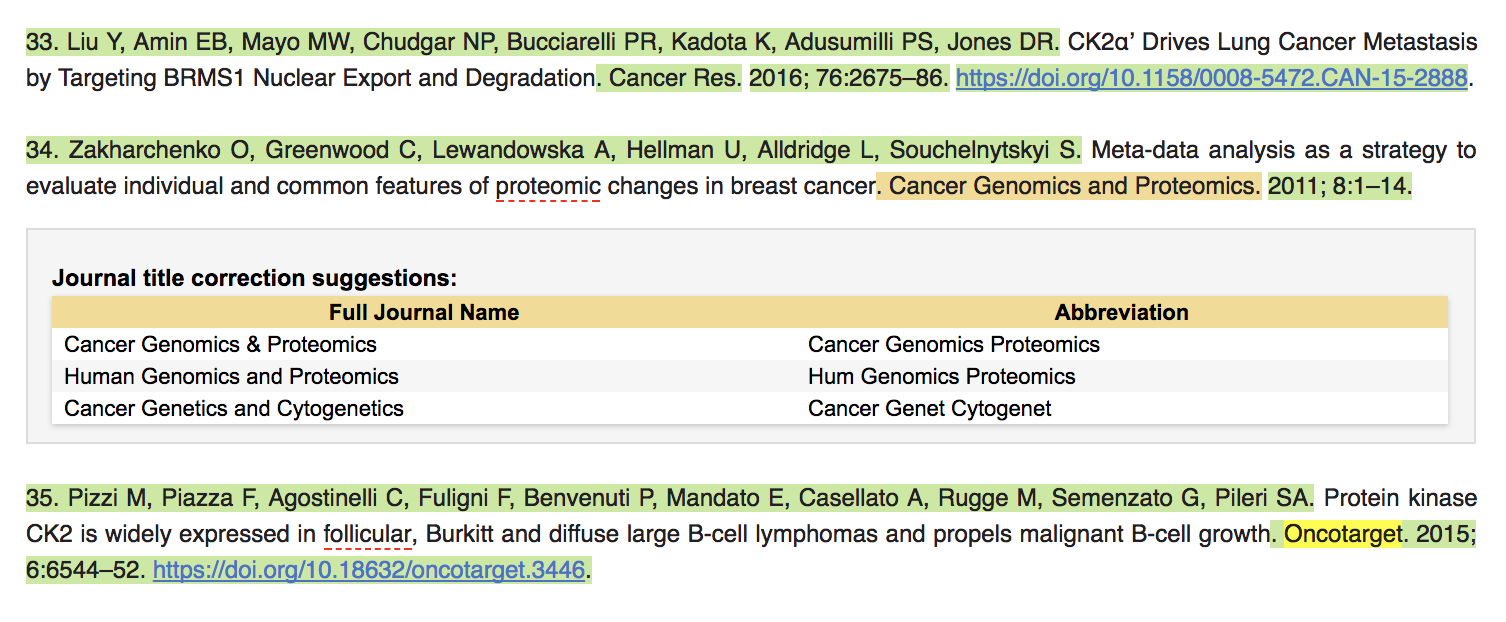 33. Liu Y, Amin EB, Mayo MW, Chudgar NP, Bucciarelli PR, Kadota K, Adusumilli PS, Jones DR. CK2α’ Drives Lung Cancer Metastasis
by Targeting BRMS1 Nuclear Export and Degradation. Cancer Res. 2016; 76:2675–86. https://doi.org/10.1158/0008-5472.CAN-15-2888.
34. Zakharchenko O, Greenwood C, Lewandowska A, Hellman U, Alldridge L, Souchelnytskyi S. Meta-data analysis as a strategy to
evaluate individual and common features of proteomic changes in breast cancer. Cancer Genomics and Proteomics. 2011; 8:1–14.
Journal title correction suggestions:
Full Journal Name Abbreviation
Cancer Genomics & Proteomics Cancer Genomics Proteomics
Human Genomics and Proteomics Hum Genomics Proteomics
Cancer Genetics and Cytogenetics Cancer Genet Cytogenet
35. Pizzi M, Piazza F, Agostinelli C, Fuligni F, Benvenuti P, Mandato E, Casellato A, Rugge M, Semenzato G, Pileri SA. Protein kinase
CK2 is widely expressed in follicular, Burkitt and diffuse large B-cell lymphomas and propels malignant B-cell growth. Oncotarget. 2015;
6:6544–52. https://doi.org/10.18632/oncotarget.3446.